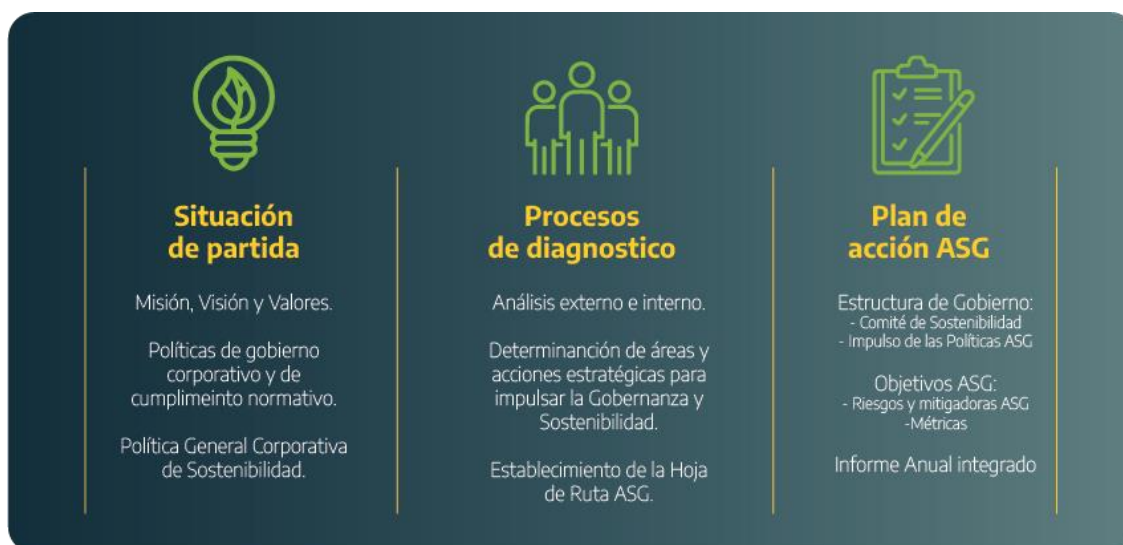 Situación
de partida
Misión, Visión y Valores.
Políticas de gobierno
corporativo y de
cumplimeinto normativo.
Política General Corporativa
de Sostenibilidad.
Procesos
de diagnostico
Análisis externo e interno.
Determinanción de áreas y
acciones estratégicas para
impulsar la Gobernanza y
Sostenibilidad.
Establecimiento de la Hoja
de Ruta ASG.
Plan de
acción ASG
Estructura de Gobierno:
- Comité de Sostenibilidad
- Impulso de las Políticas ASG
Objetivos ASG:
- Riesgos y mitigadoras ASG
-Métricas
Informe Anual integrado